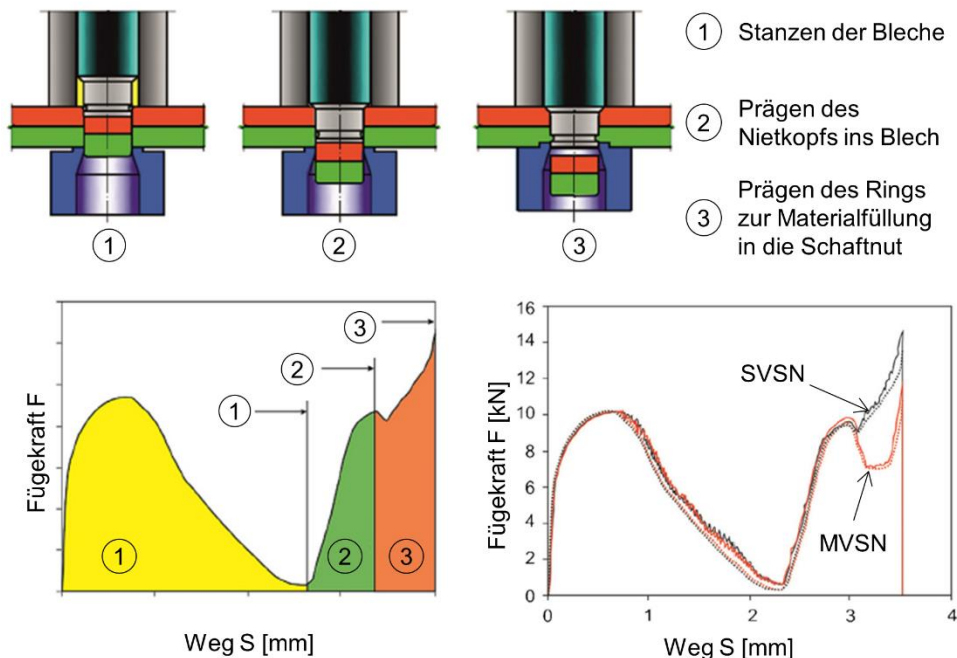 1 Stanzen der Bleche
2 Prägen des
Nietkopfs ins Blech
3 Prägen des Rings
zur Materialfüllung
in die Schaftnut
1
2
3
Fügekraft F
3
2
1
1
2
3
Weg S [mm]
Fügekraft F [kN]
16
14
12
10
8
6
4
2
0
SVSN
MVSN
0
1
2
3
4
Weg S [mm]